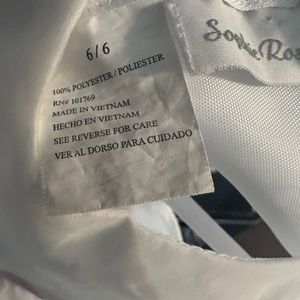 6/6
100% POLYESTER / POLIESTER
RN# 101769
MADE IN VIETNAM
HECHO EN VIETNAM
SEE REVERSE FOR CARE
VER AL DORSO PARA CUIDADO